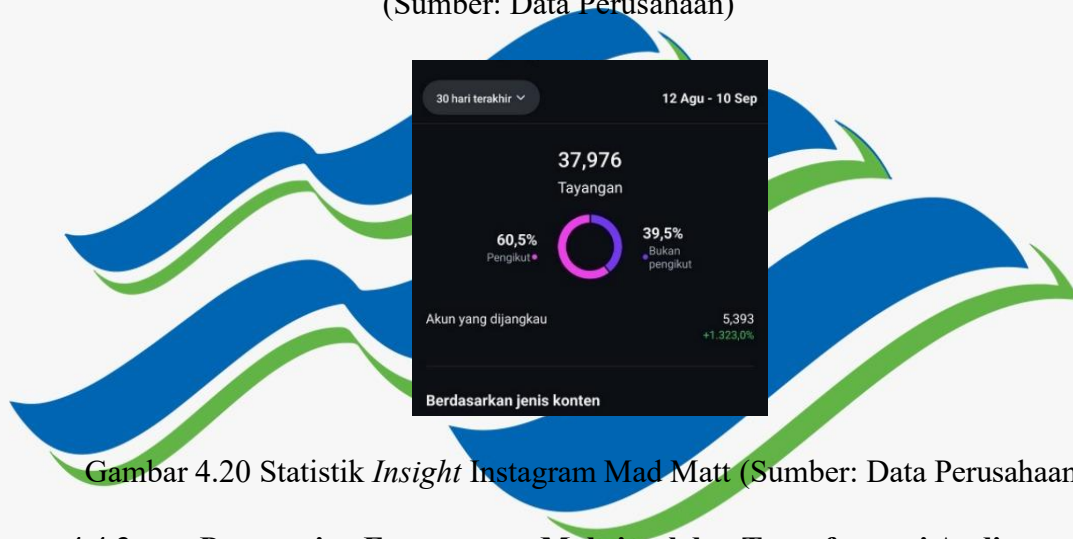 (Sumber: Data Perusahaan)
30 hari terakhir
12 Agu - 10 Sep
37,976
Tayangan
60,5%
Pengikut
39,5%
Bukan
pengikut
Akun yang dijangkau
5,393
+1.323,0%
Berdasarkan jenis konten
Gambar 4.20 Statistik Insight Instagram Mad Matt (Sumber: Data Perusahaan